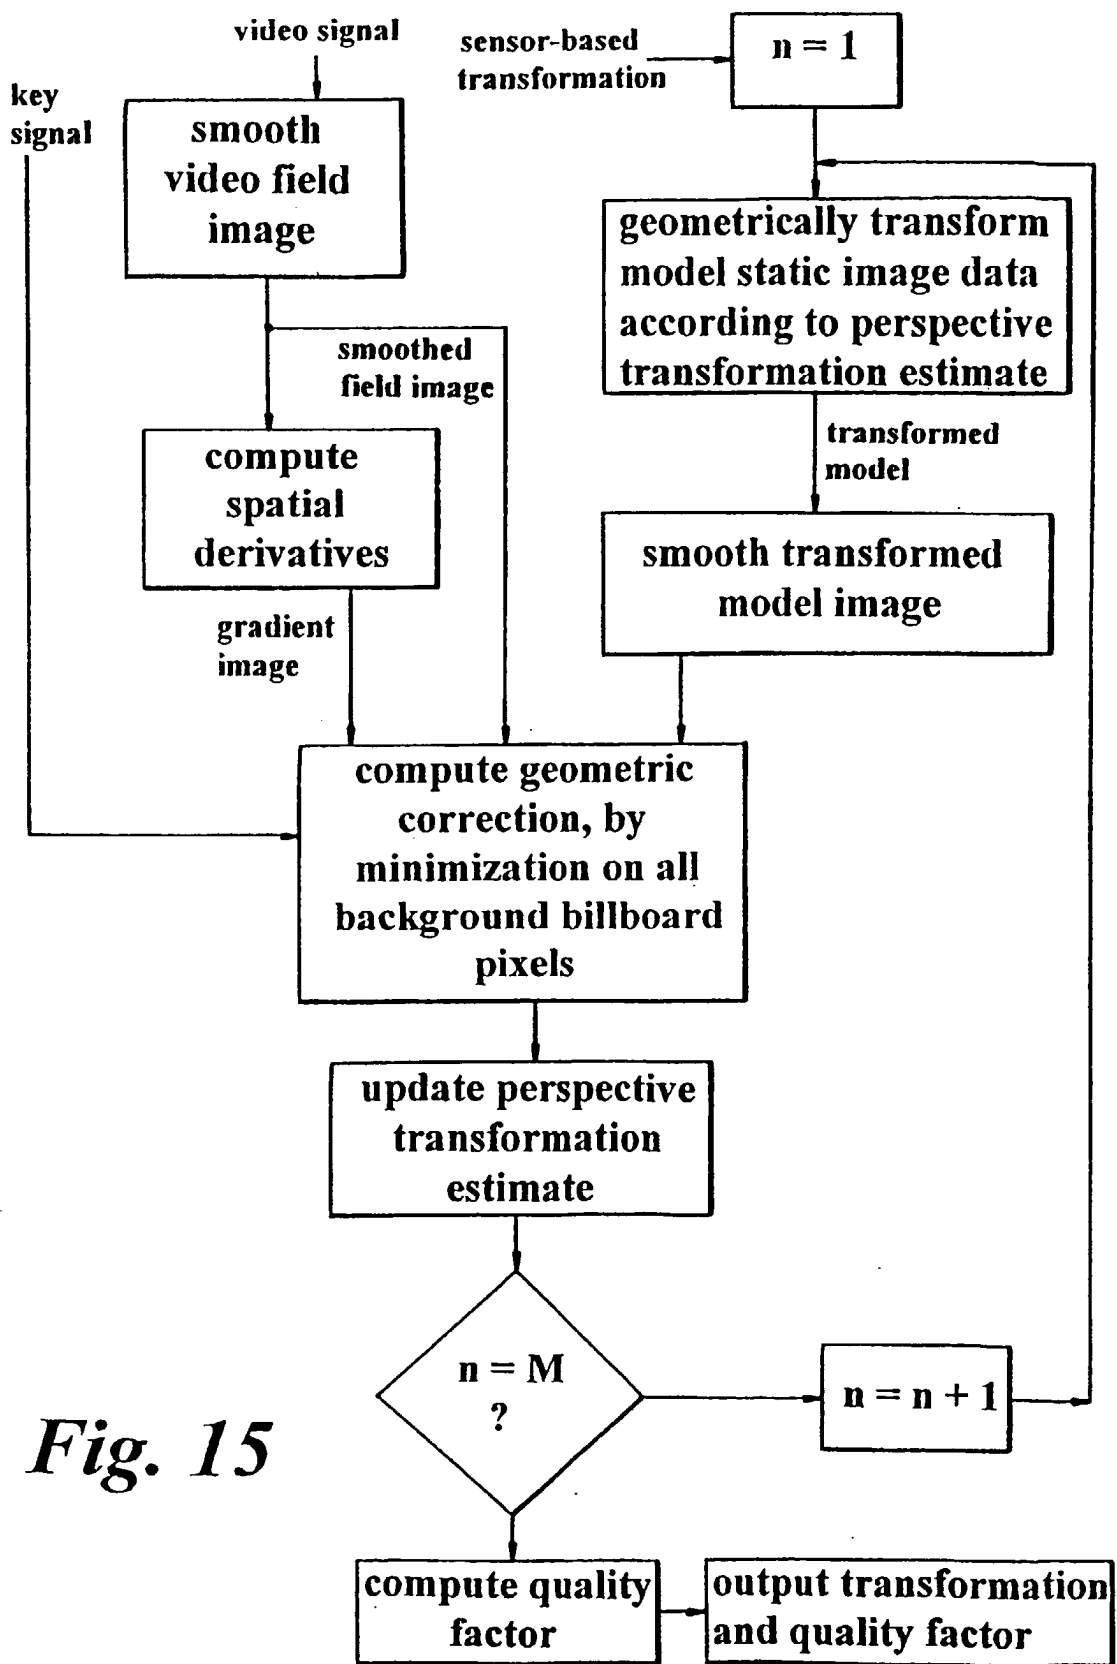 video signal
sensor-based
transformation
n = 1
key
signal
smooth
video field
image
geometrically transform
model static image data
according to perspective
transformation estimate
smoothed
field image
transformed
model
compute
spatial
derivatives
smooth transformed
model image
gradient
image
compute geometric
correction, by
minimization on all
background billboard
pixels
update perspective
transformation
estimate
n = M
?
n = n + 1
Fig. 15
compute quality
factor
output transformation
and quality factor